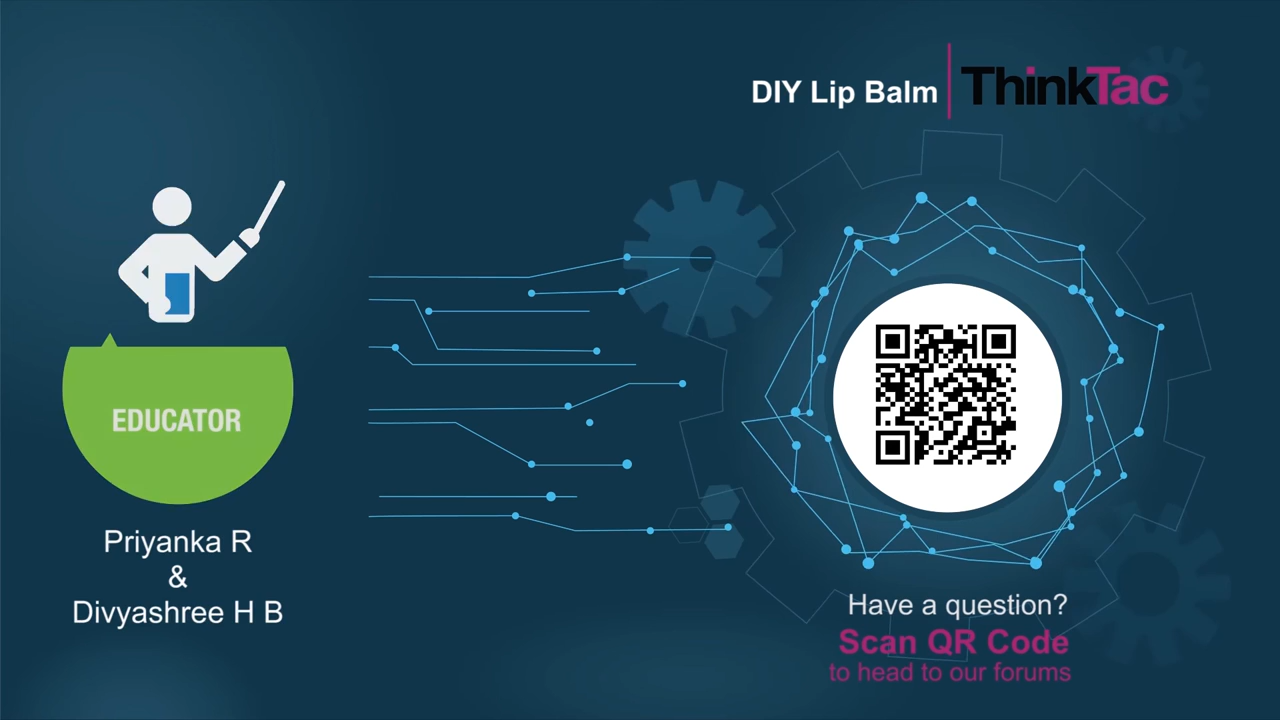 DIY Lip Balm
ThinkTac
EDUCATOR
Priyanka R
&
Divyashree H B
Have a question?
Scan QR Code
to head to our forums